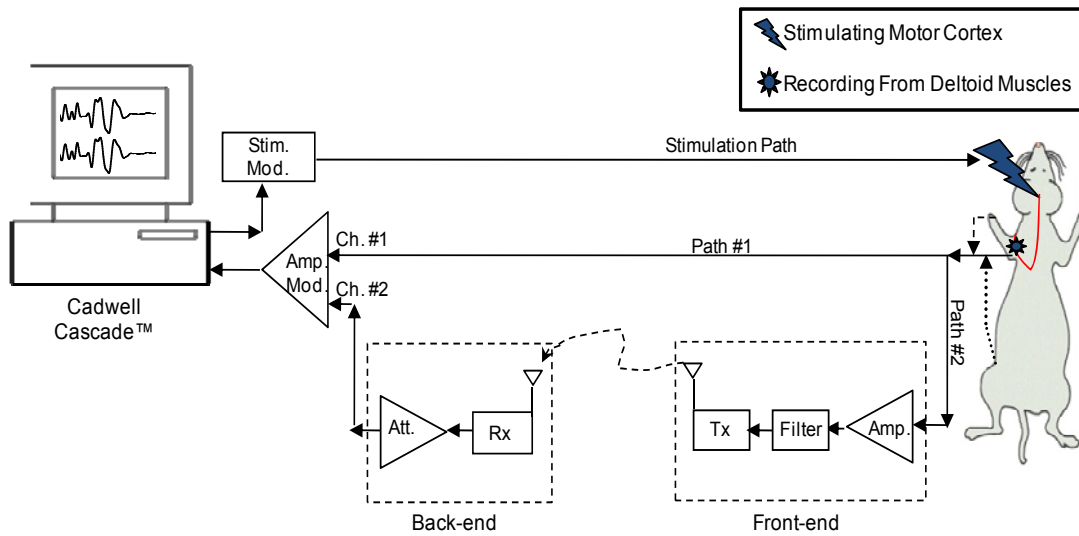 Stimulating Motor Cortex
Recording From Deltoid Muscles
Stim.
Mod.
Stimulation Path
Ch. #1
Path #1
Amp.
Mod.
Ch. #2
Cadwell
Cascade™
Path #2
Att.
Rx
Tx
Filter
Amp.
Back-end
Front-end